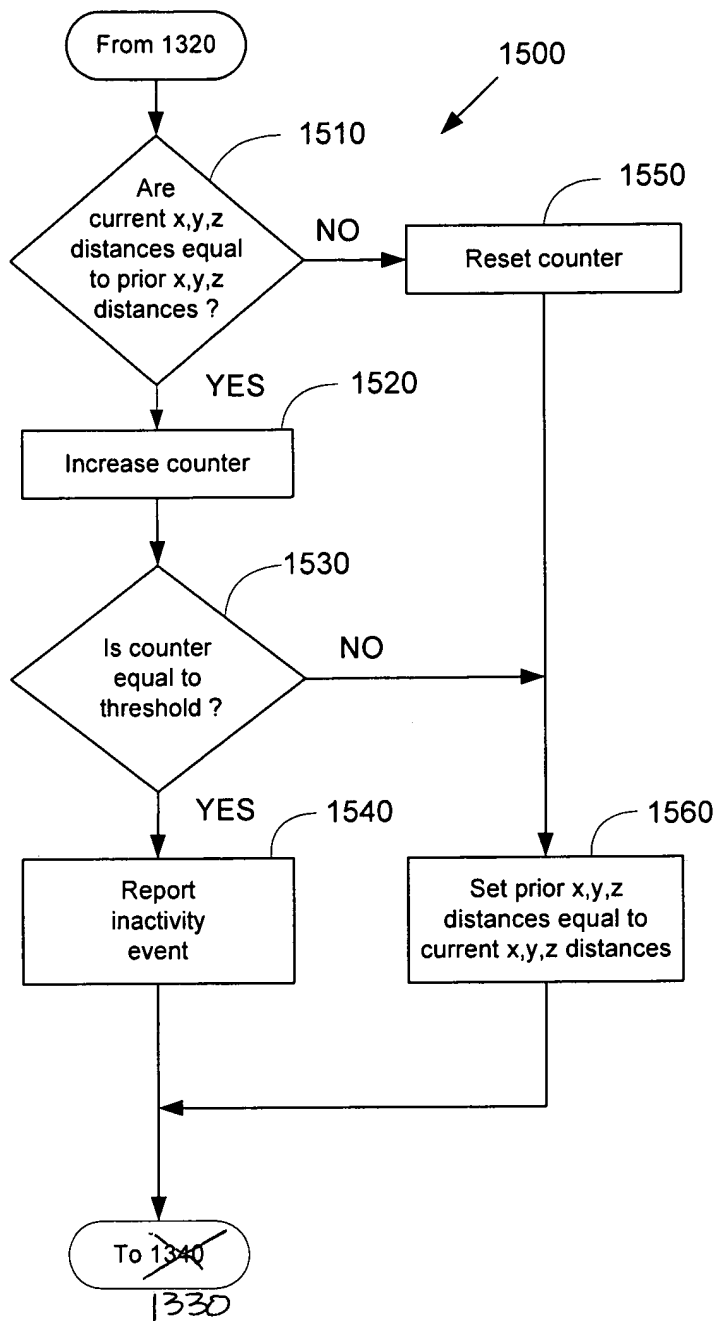 From 1320
1500
1510
Are
current x,y,z
distances equal
to prior x,y,z
distances ?
NO
1550
Reset counter
YES
1520
Increase counter
1530
Is counter
equal to
threshold ?
NO
YES
1540
Report
inactivity
event
1560
Set prior x,y,z
distances equal to
current x,y,z distances
To 1340
1330